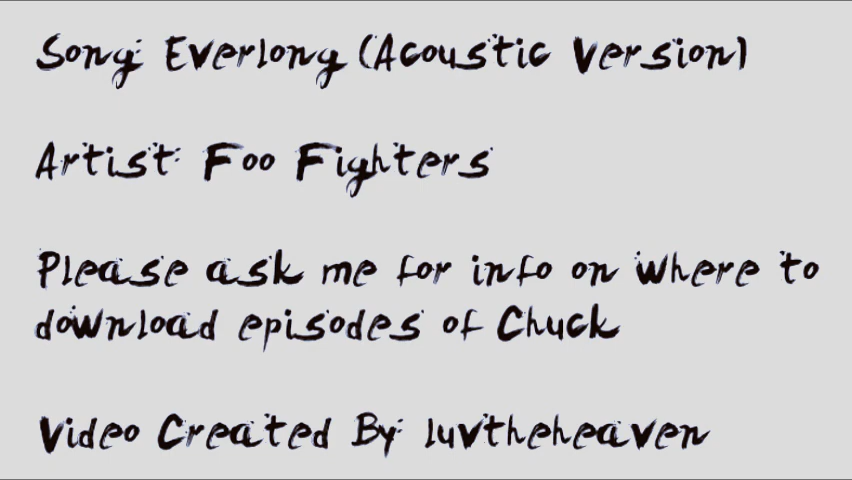 Song: Everlong (Acoustic Version)
Artist: Foo Fighters
Please ask me for info on where to
download episodes of Chuck
Video Created By: luvtheheaven